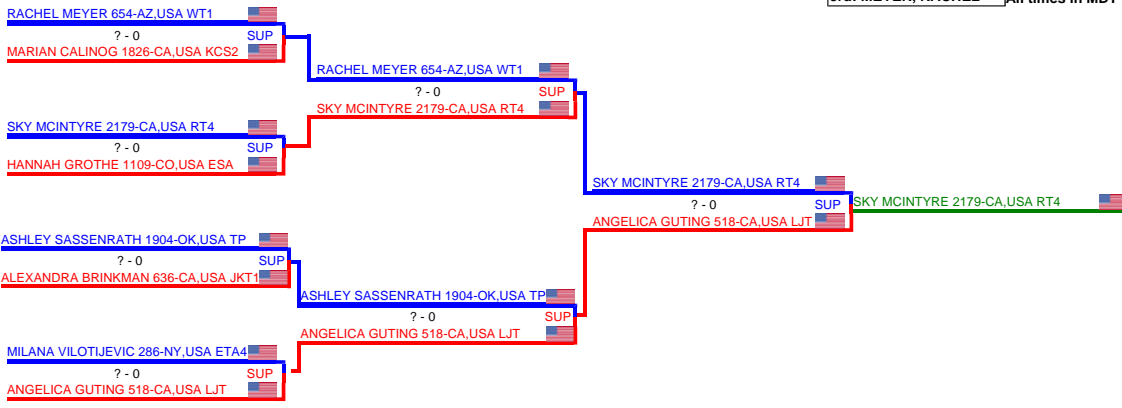 3rd: MEYER, RACHEL All times in MDT
RACHEL MEYER 654-AZ,USA WT1
? - 0 SUP
MARIAN CALINOG 1826-CA,USA KCS2
RACHEL MEYER 654-AZ,USA WT1
? - 0 SUP
SKY MCINTYRE 2179-CA,USA RT4
SKY MCINTYRE 2179-CA,USA RT4
? - 0 SUP
HANNAH GROTHE 1109-CO,USA ESA
SKY MCINTYRE 2179-CA,USA RT4
? - 0 SUP
ANGELICA GUTING 518-CA,USA LJT
SKY MCINTYRE 2179-CA,USA RT4
ASHLEY SASSENRATH 1904-OK,USA TP
? - 0 SUP
ALEXANDRA BRINKMAN 636-CA,USA JKT1
ASHLEY SASSENRATH 1904-OK,USA TP
? - 0 SUP
ANGELICA GUTING 518-CA,USA LJT
MILANA VILOTIJEVIC 286-NY,USA ETA4
? - 0 SUP
ANGELICA GUTING 518-CA,USA LJT